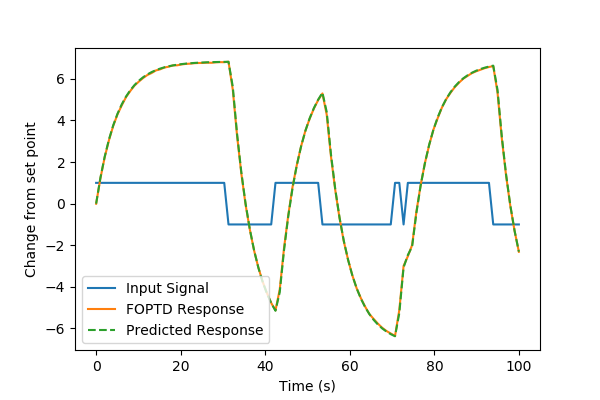 6
4
2
0
−2
−4
−6
Change from set point
Input Signal
FOPTD Response
Predicted Response
0 20 40 60 80 100
Time (s)